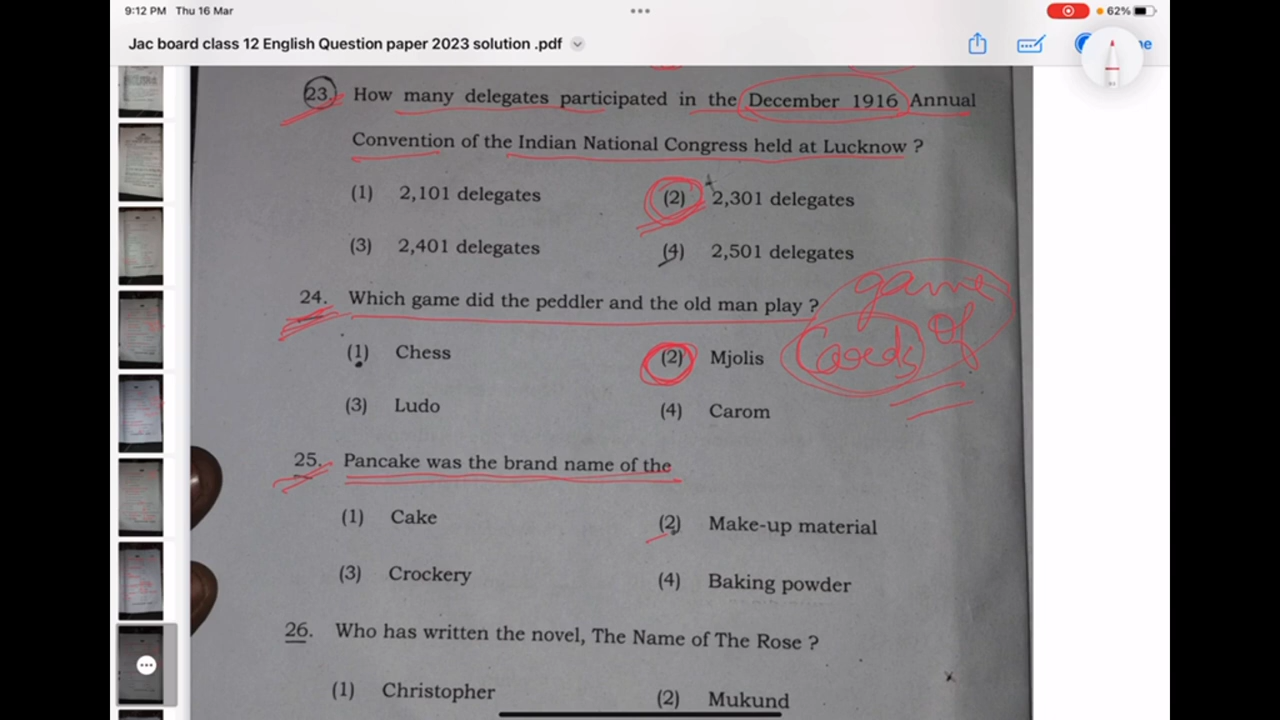 9:12 PM Thu 16 Mar
62%
Jac board class 12 English Question paper 2023 solution .pdf
23. How many delegates participated in the December 1916 Annual
Convention of the Indian National Congress held at Lucknow ?
(1) 2,101 delegates (2) 2,301 delegates
(3) 2,401 delegates (4) 2,501 delegates
game
of
24. Which game did the peddler and the old man play ?
(1) Chess (2) Mjolis
(3) Ludo (4) Carom
25. Pancake was the brand name of the
(1) Cake (2) Make-up material
(3) Crockery (4) Baking powder
26. Who has written the novel, The Name of The Rose ?
(1) Christopher (2) Mukund